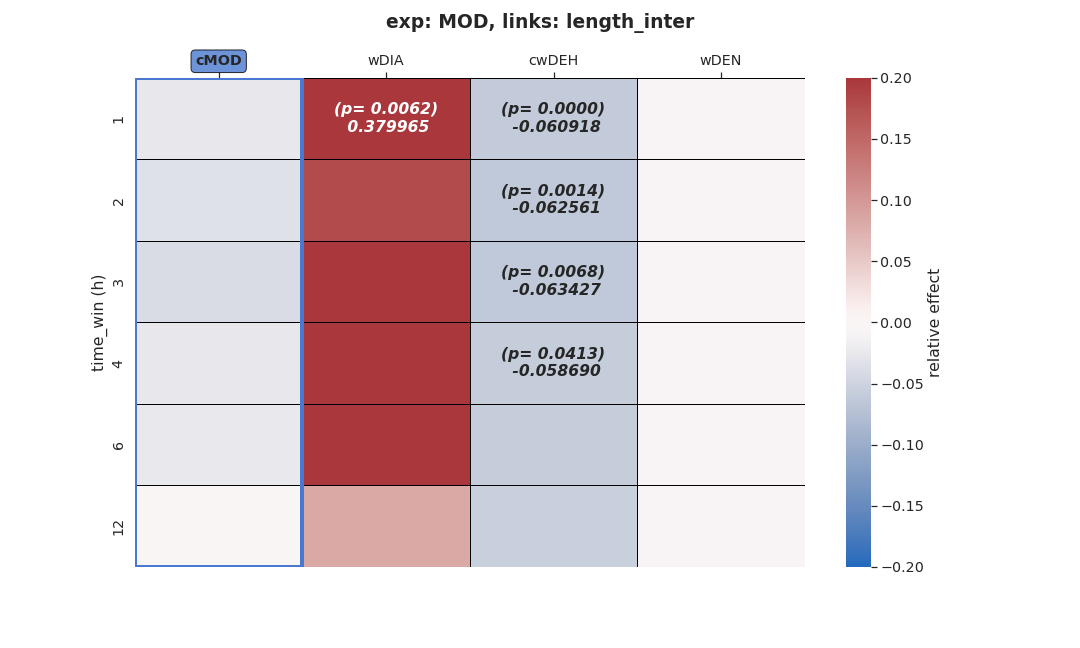 exp: MOD, links: length_inter
cMOD wDIA cwDEH wDEN
time_win (h)
1
(p= 0.0062)
0.379965
(p= 0.0000)
-0.060918
2
(p= 0.0014)
-0.062561
3
(p= 0.0068)
-0.063427
4
(p= 0.0413)
-0.058690
6
12
0.20
0.15
0.10
0.05
0.00
−0.05
−0.10
−0.15
−0.20
relative effect